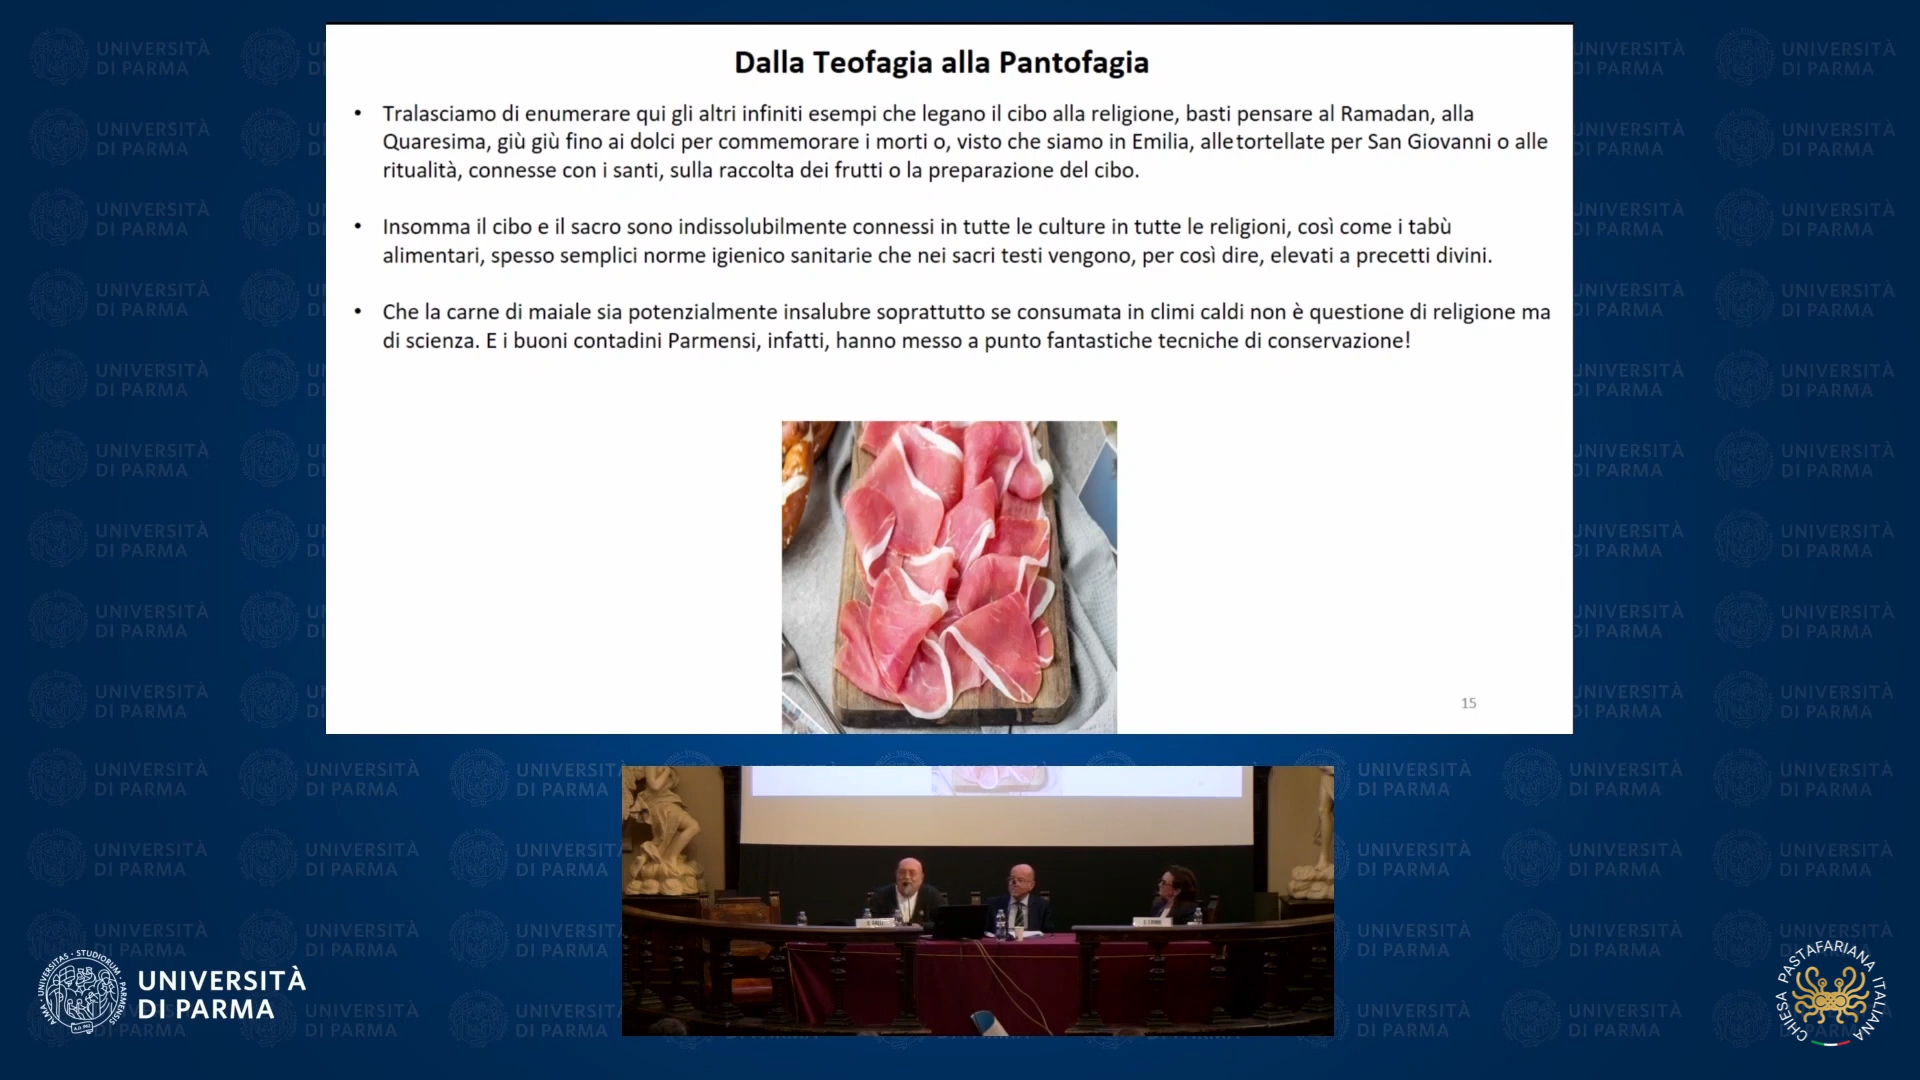 Dalla Teofagia alla Pantofagia
• Tralasciamo di enumerare qui gli altri infiniti esempi che legano il cibo alla religione, basti pensare al Ramadan, alla
Quaresima, giù giù fino ai dolci per commemorare i morti o, visto che siamo in Emilia, alle tortellate per San Giovanni o alle
ritualità, connesse con i santi, sulla raccolta dei frutti o la preparazione del cibo.
• Insomma il cibo e il sacro sono indissolubilmente connessi in tutte le culture in tutte le religioni, così come i tabù
alimentari, spesso semplici norme igienico sanitarie che nei sacri testi vengono, per così dire, elevati a precetti divini.
• Che la carne di maiale sia potenzialmente insalubre soprattutto se consumata in climi caldi non è questione di religione ma
di scienza. E i buoni contadini Parmensi, infatti, hanno messo a punto fantastiche tecniche di conservazione!
15
UNIVERSITÀ
DI PARMA
CHIESA PASTAFARIANA ITALIANA